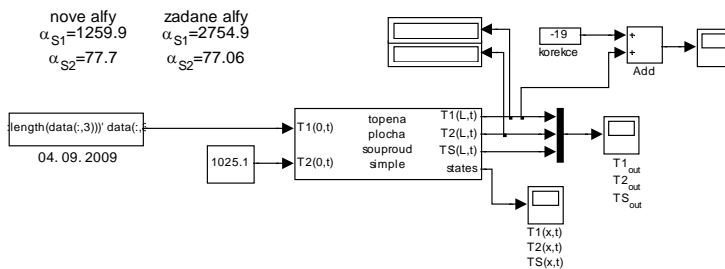 nove alfy
zadane alfy
αS1=1259.9
αS1=2754.9
αS2=77.7
αS2=77.06
-19
korekce
+
+
Add
:length(data(:,3)))' data(:,
04. 09. 2009
1025.1
T1(0,t)
T2(0,t)
topena
plocha
souproud
simple
T1(L,t)
T2(L,t)
TS(L,t)
states
T1out
T2out
TSout
T1(x,t)
T2(x,t)
TS(x,t)